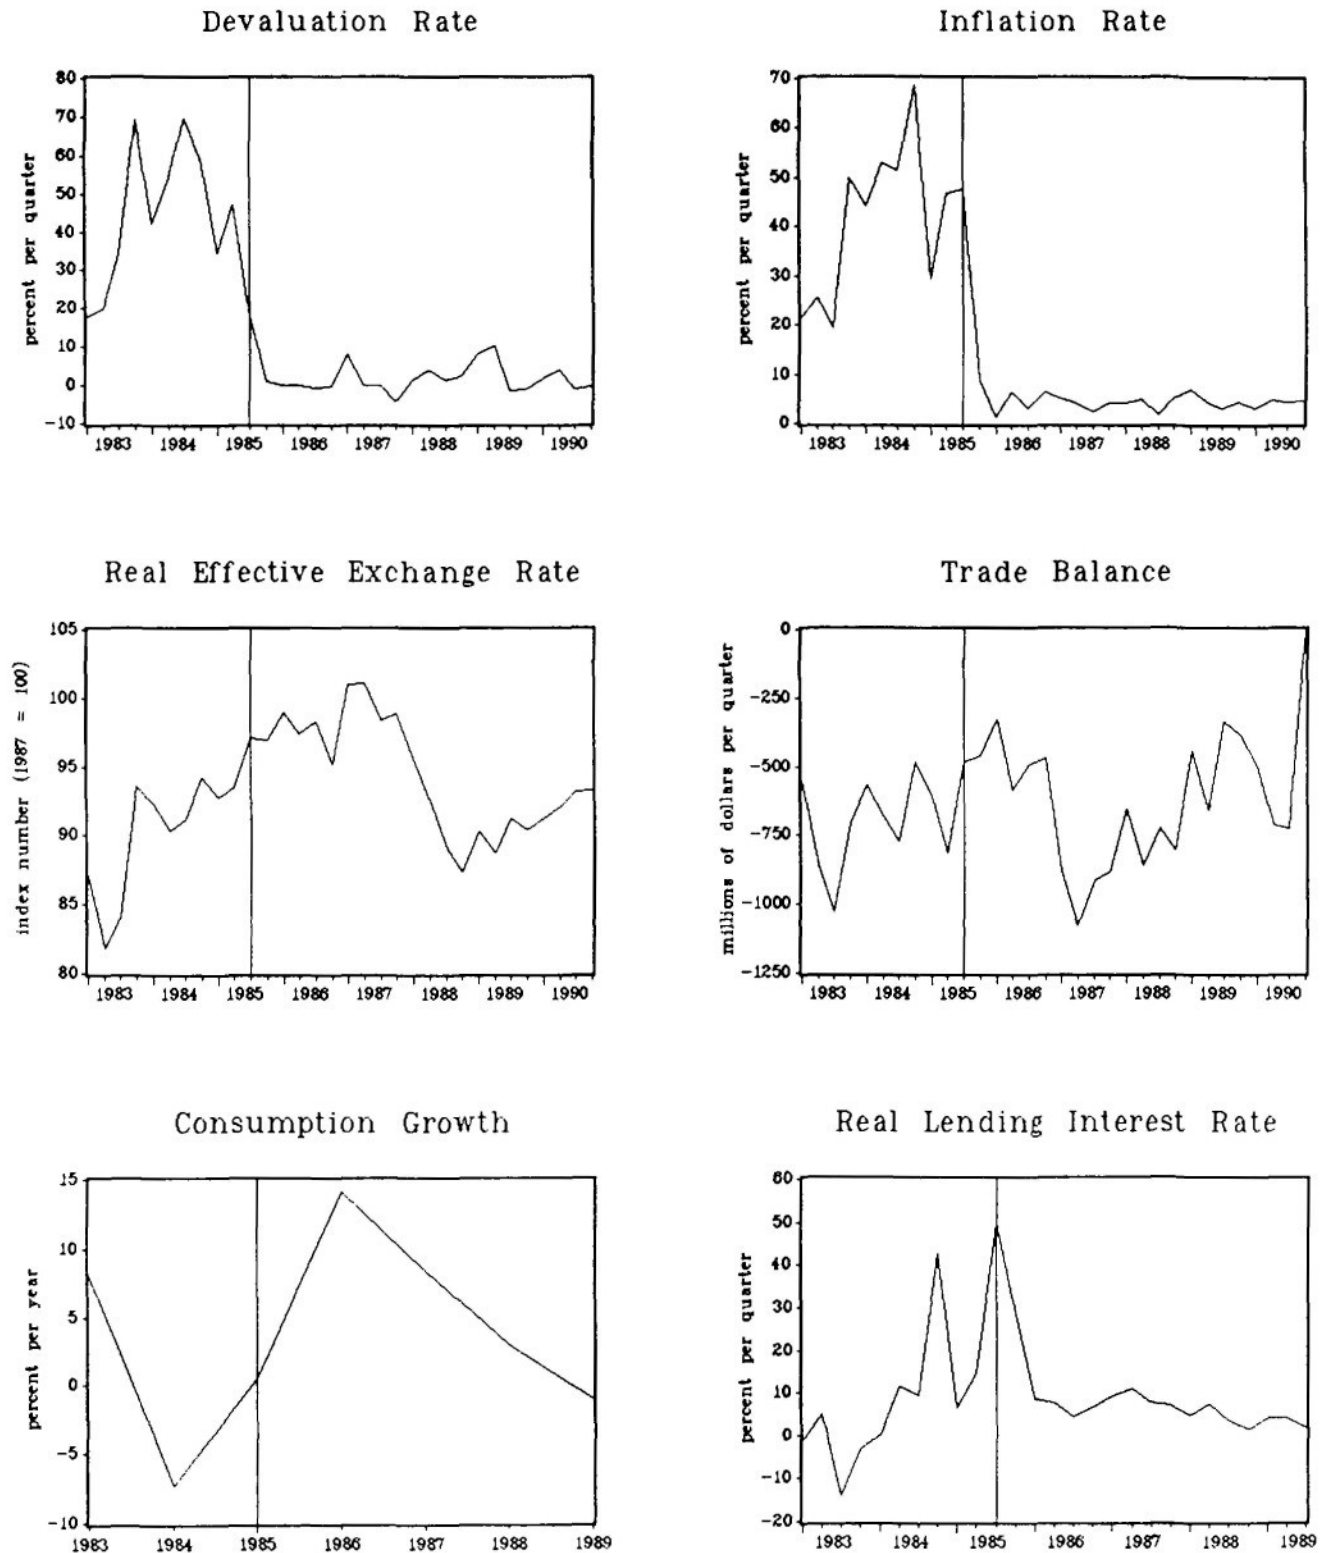 Devaluation Rate
percent per quarter
80
70
60
50
40
30
20
10
0
-10
1983 1984 1985 1986 1987 1988 1989 1990
Inflation Rate
percent per quarter
70
60
50
40
30
20
10
0
1983 1984 1985 1986 1987 1988 1989 1990
Real Effective Exchange Rate
index number (1987 = 100)
105
100
95
90
85
80
1983 1984 1985 1986 1987 1988 1989 1990
Trade Balance
millions of dollars per quarter
0
-250
-500
-750
-1000
-1250
1983 1984 1985 1986 1987 1988 1989 1990
Consumption Growth
percent per year
15
10
5
0
-5
-10
1983 1984 1985 1986 1987 1988 1989
Real Lending Interest Rate
percent per quarter
60
50
40
30
20
10
0
-10
-20
1983 1984 1985 1986 1987 1988 1989